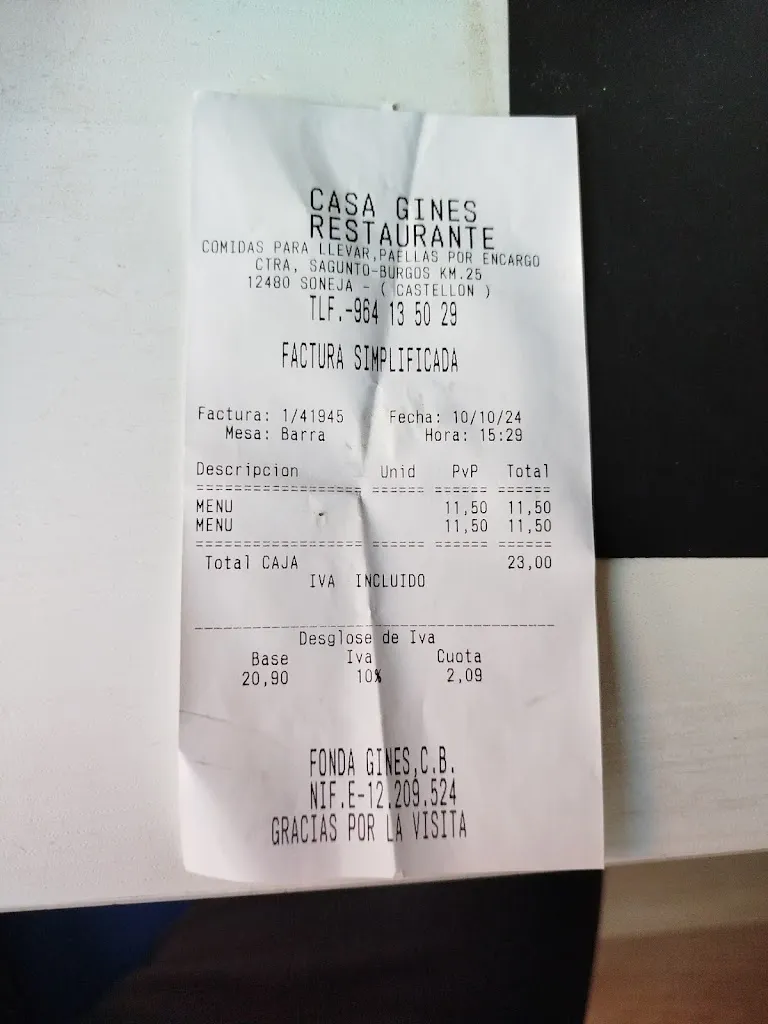 CASA GINES
RESTAURANTE
COMIDAS PARA LLEVAR,PAELLAS POR ENCARGO
CTRA, SAGUNTO-BURGOS KM.25
12480 SONEJA - ( CASTELLON )
TLF.-964 13 50 29
FACTURA SIMPLIFICADA
Factura: 1/41945 Fecha: 10/10/24
Mesa: Barra Hora: 15:29
Descripcion Unid PvP Total
================== ====== ====== ======
MENU 11,50 11,50
MENU 11,50 11,50
================== ====== ====== ======
Total CAJA 23,00
IVA INCLUIDO
---------------------------------------
Desglose de Iva
Base Iva Cuota
20,90 10% 2,09
FONDA GINES,C.B.
NIF.E-12.209.524
GRACIAS POR LA VISITA